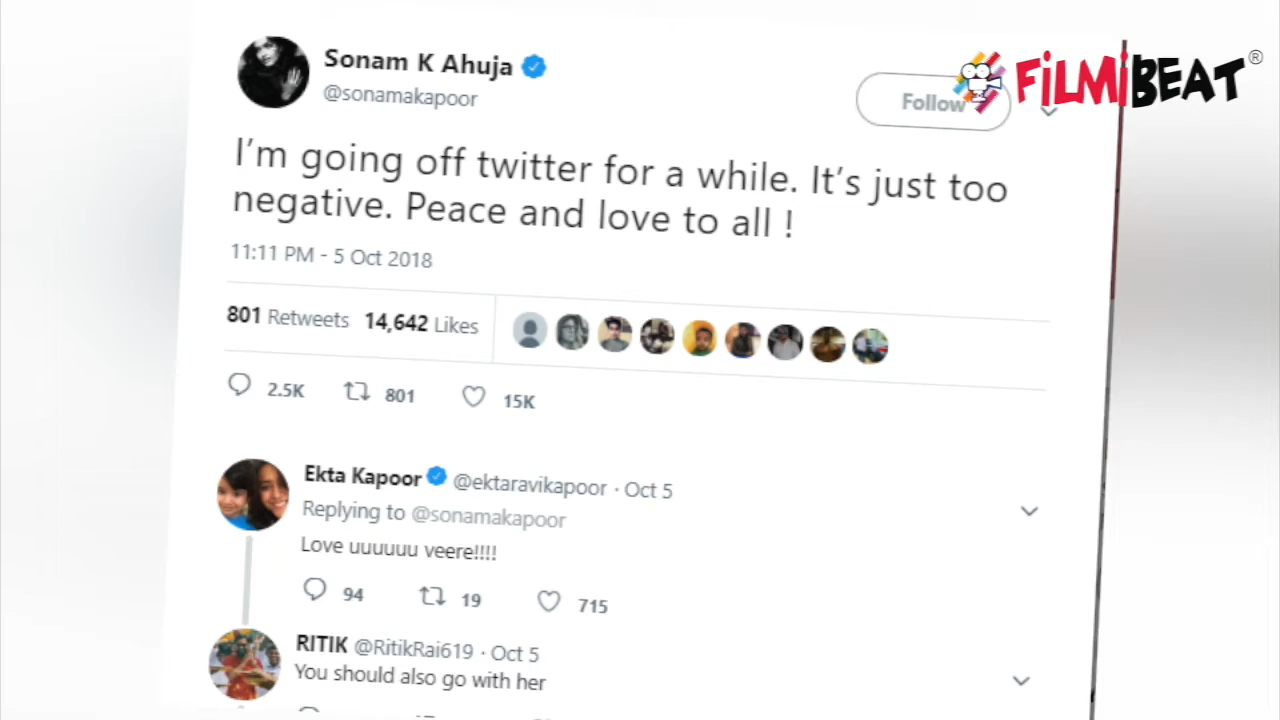 Sonam K Ahuja
@sonamakapoor
Follow
FiLMiBEAT®
I'm going off twitter for a while. It's just too
negative. Peace and love to all !
11:11 PM - 5 Oct 2018
801 Retweets 14,642 Likes
2.5K 801 15K
Ekta Kapoor @ektaravikapoor · Oct 5
Replying to @sonamakapoor
Love uuuuuu veere!!!!
94 19 715
RITIK @RitikRai619 · Oct 5
You should also go with her